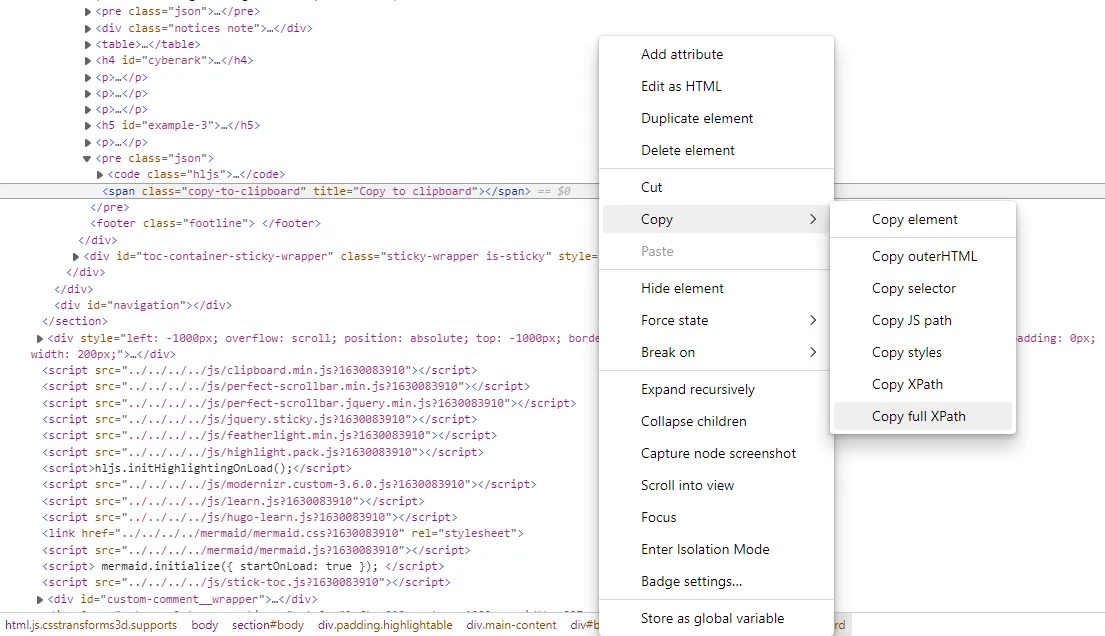 <pre class="json">…</pre>
<div class="notices note">…</div>
<table>…</table>
<h4 id="cyberark">…</h4>
<p>…</p>
<p>…</p>
<p>…</p>
<h5 id="example-3">…</h5>
<p>…</p>
<pre class="json">
<code class="hljs">…</code>
<span class="copy-to-clipboard" title="Copy to clipboard"></span> == $0
</pre>
<footer class="footline"> </footer>
</div>
<div id="toc-container-sticky-wrapper" class="sticky-wrapper is-sticky" style=
</div>
</div>
<div id="navigation"></div>
</section>
<div style="left: -1000px; overflow: scroll; position: absolute; top: -1000px; borde
padding: 0px;
width: 200px;">…</div>
<script src="../../../../js/clipboard.min.js?1630083910"></script>
<script src="../../../../js/perfect-scrollbar.min.js?1630083910"></script>
<script src="../../../../js/perfect-scrollbar.jquery.min.js?1630083910"></script>
<script src="../../../../js/jquery.sticky.js?1630083910"></script>
<script src="../../../../js/featherlight.min.js?1630083910"></script>
<script src="../../../../js/highlight.pack.js?1630083910"></script>
<script>hljs.initHighlightingOnLoad();</script>
<script src="../../../../js/modernizr.custom-3.6.0.js?1630083910"></script>
<script src="../../../../js/learn.js?1630083910"></script>
<script src="../../../../js/hugo-learn.js?1630083910"></script>
<link href="../../../../mermaid/mermaid.css?1630083910" rel="stylesheet">
<script src="../../../../mermaid/mermaid.js?1630083910"></script>
<script> mermaid.initialize({ startOnLoad: true }); </script>
<script src="../../../../js/stick-toc.js?1630083910"></script>
<div id="custom-comment__wrapper">…</div>
html.js.csstransforms3d.supports body section#body div.padding.highlightable div.main-content div#b
rd
Add attribute
Edit as HTML
Duplicate element
Delete element
Cut
Copy
Paste
Hide element
Force state
Break on
Expand recursively
Collapse children
Capture node screenshot
Scroll into view
Focus
Enter Isolation Mode
Badge settings...
Store as global variable
Copy element
Copy outerHTML
Copy selector
Copy JS path
Copy styles
Copy XPath
Copy full XPath